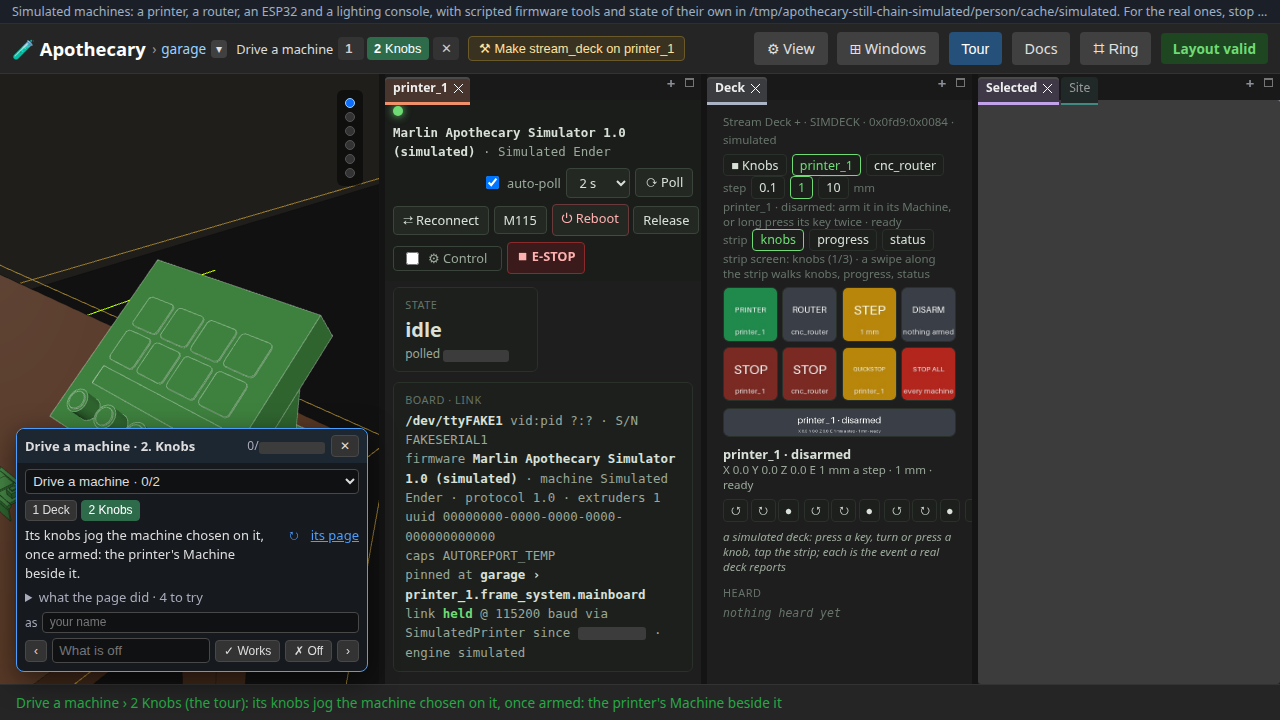 Simulated machines: a printer, a router, an ESP32 and a lighting console, with scripted firmware tools and state of their own in /tmp/apothecary-still-chain-simulated/person/cache/simulated. For the real ones, stop ...
Apothecary › garage ▾ Drive a machine 1 2 Knobs ✕ ⚒ Make stream_deck on printer_1 ⚙ View ⊞ Windows Tour Docs ⌗ Ring Layout valid
printer_1
Marlin Apothecary Simulator 1.0
(simulated) · Simulated Ender
auto-poll 2 s ⟳ Poll
⇄ Reconnect M115 ⏻ Reboot Release
⚙ Control ■ E-STOP
STATE
idle
polled
BOARD · LINK
/dev/ttyFAKE1 vid:pid ?:? · S/N
FAKESERIAL1
firmware Marlin Apothecary Simulator
1.0 (simulated) · machine Simulated
Ender · protocol 1.0 · extruders 1
uuid 00000000-0000-0000-0000-
000000000000
caps AUTOREPORT_TEMP
pinned at garage ›
printer_1.frame_system.mainboard
link held @ 115200 baud via
SimulatedPrinter since ·
engine simulated
Deck
Stream Deck + · SIMDECK · 0x0fd9:0x0084 ·
simulated
■ Knobs printer_1 cnc_router
step 0.1 1 10 mm
printer_1 · disarmed: arm it in its Machine,
or long press its key twice · ready
strip knobs progress status
strip screen: knobs (1/3) · a swipe along
the strip walks knobs, progress, status
PRINTER ROUTER STEP DISARM
printer_1 cnc_router 1 mm nothing armed
STOP STOP QUICKSTOP STOP ALL
printer_1 cnc_router printer_1 every machine
printer_1 · disarmed
X 0.0 Y 0.0 Z 0.0 E 1 mm a step · 1 mm · ready
printer_1 · disarmed
X 0.0 Y 0.0 Z 0.0 E 1 mm a step · 1 mm ·
ready
↺ ↻ ● ↺ ↻ ● ↺ ↻ ●
a simulated deck: press a key, turn or press a
knob, tap the strip; each is the event a real
deck reports
HEARD
nothing heard yet
Selected Site
Drive a machine · 2. Knobs 0/ ✕
Drive a machine · 0/2
1 Deck 2 Knobs
Its knobs jog the machine chosen on it, ↻ its page
once armed: the printer's Machine
beside it.
▶ what the page did · 4 to try
as your name
‹ What is off ✓ Works ✗ Off ›
Drive a machine › 2 Knobs (the tour): its knobs jog the machine chosen on it, once armed: the printer's Machine beside it